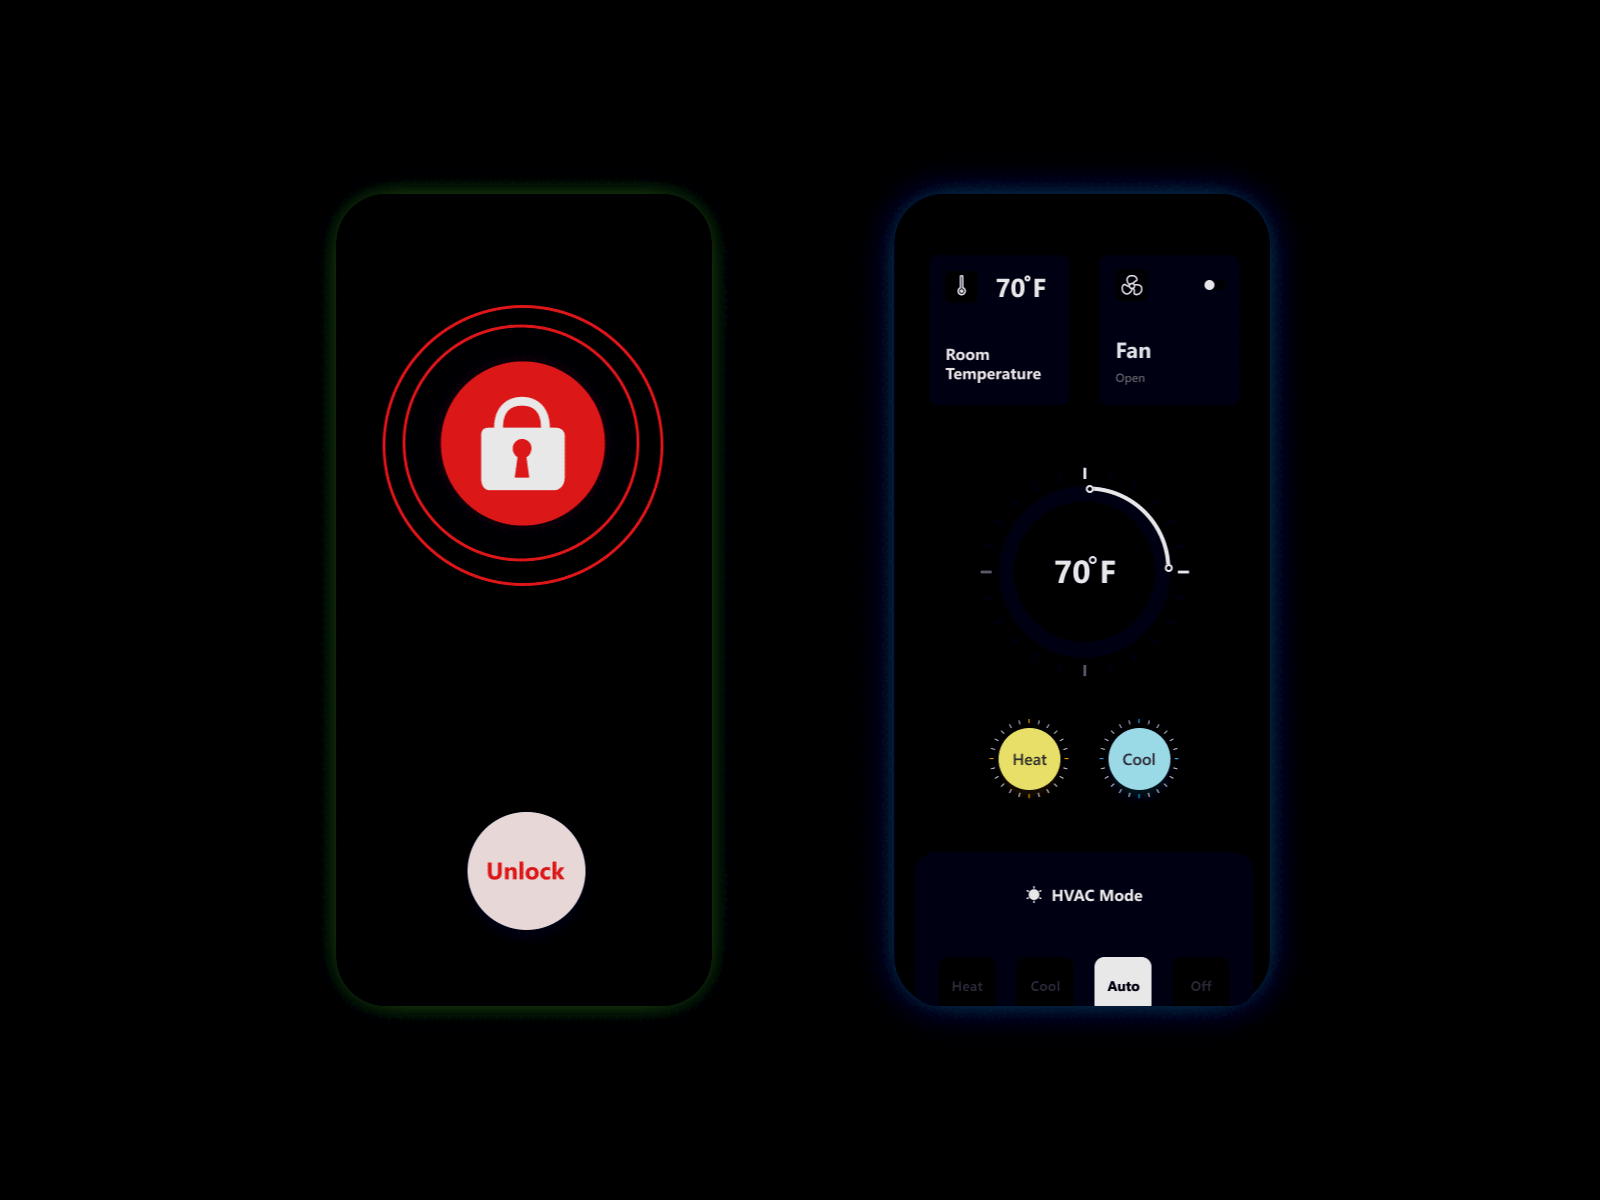 Unlock
70°F
Room
Temperature
Fan
Open
70°F
Heat
Cool
HVAC Mode
Heat
Cool
Auto
Off